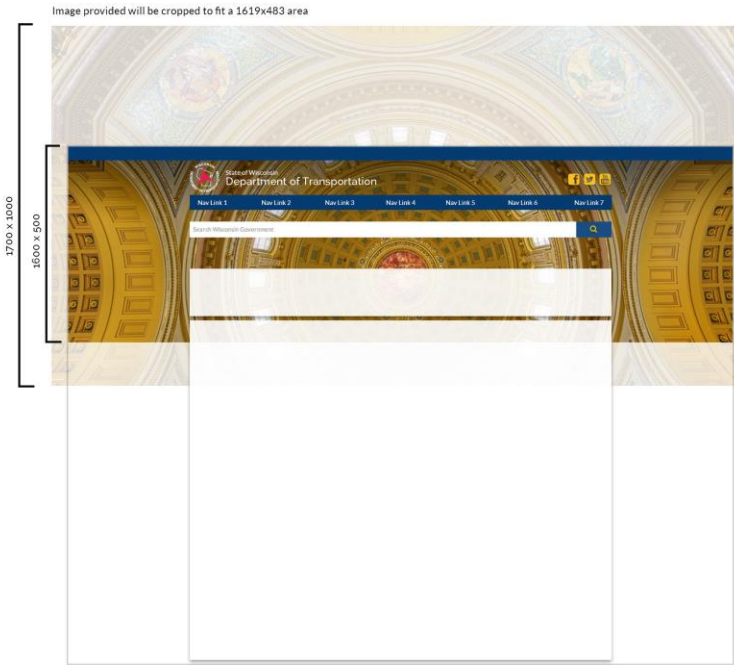 Image provided will be cropped to fit a 1619x483 area
1700 x 1000
1600 x 500
State of Wisconsin
Department of Transportation
Nav Link 1 Nav Link 2 Nav Link 3 Nav Link 4 Nav Link 5 Nav Link 6 Nav Link 7
Search Wisconsin Government